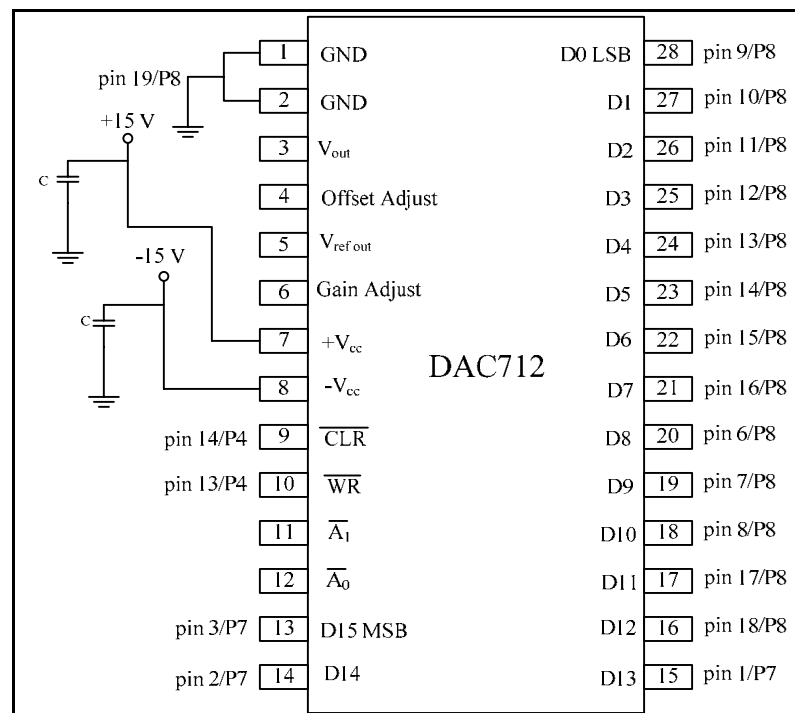 1 GND D0 LSB 28 pin 9/P8
pin 19/P8
2 GND D1 27 pin 10/P8
+15 V
3 Vout D2 26 pin 11/P8
C
4 Offset Adjust D3 25 pin 12/P8
5 Vref out D4 24 pin 13/P8
-15 V
6 Gain Adjust D5 23 pin 14/P8
C
7 +Vcc D6 22 pin 15/P8
DAC712
8 -Vcc D7 21 pin 16/P8
pin 14/P4 9 CLR D8 20 pin 6/P8
pin 13/P4 10 WR D9 19 pin 7/P8
11 A1 D10 18 pin 8/P8
12 A0 D11 17 pin 17/P8
pin 3/P7 13 D15 MSB D12 16 pin 18/P8
pin 2/P7 14 D14 D13 15 pin 1/P7